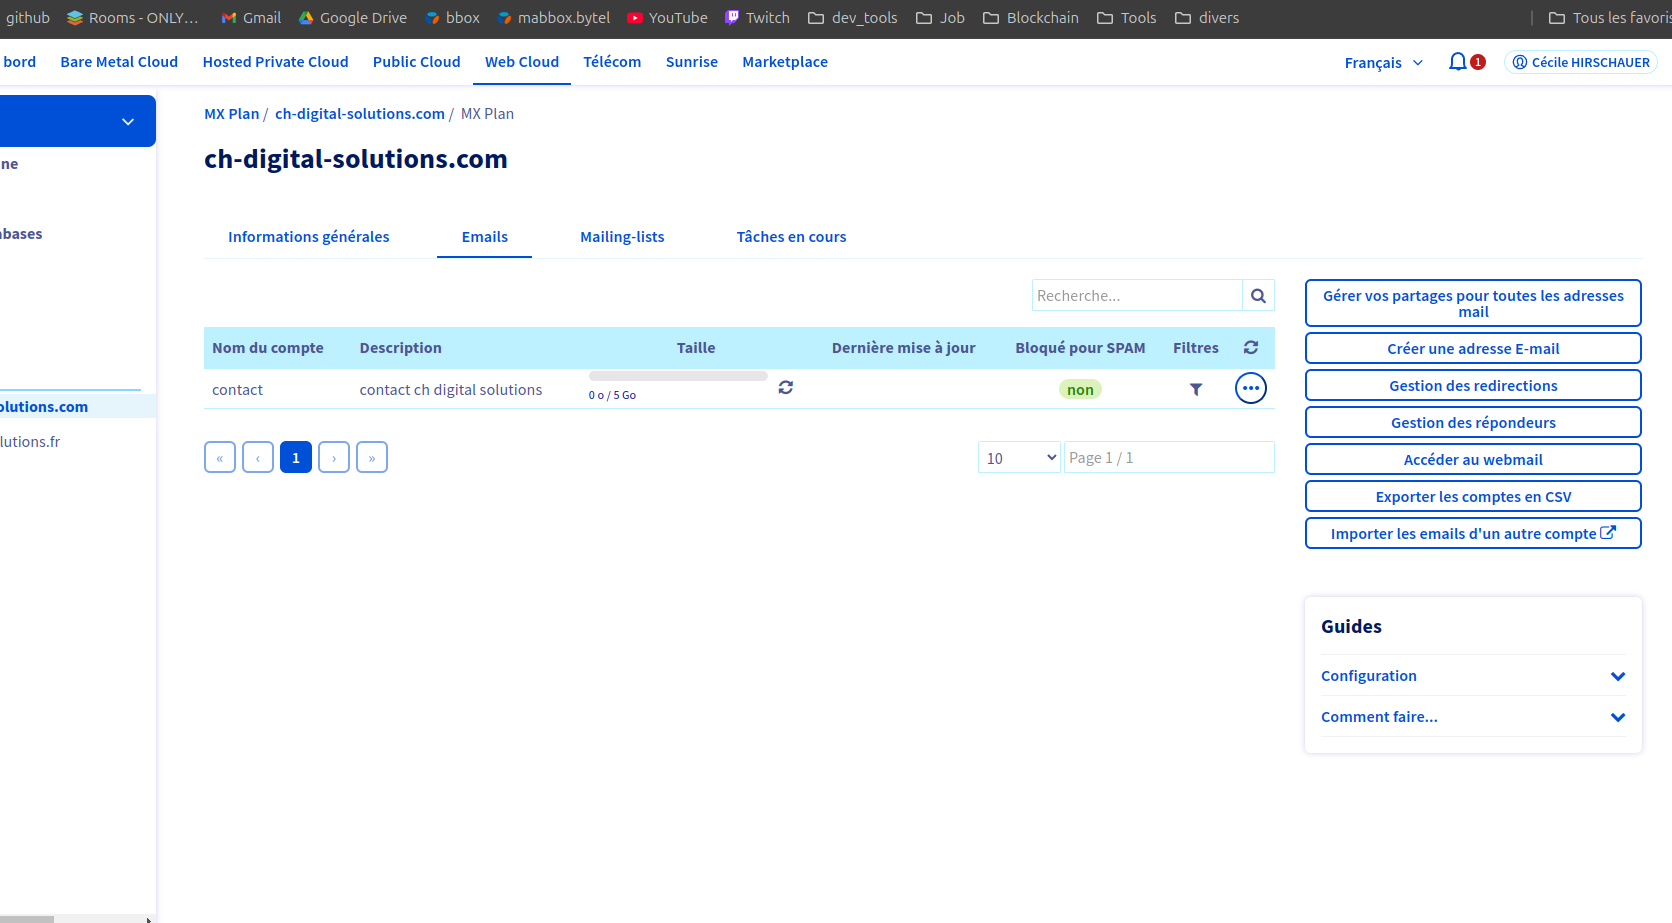 github Rooms - ONLY... Gmail Google Drive bbox mabbox.bytel YouTube Twitch dev_tools Job Blockchain Tools divers Tous les favoris
bord Bare Metal Cloud Hosted Private Cloud Public Cloud Web Cloud Télécom Sunrise Marketplace Français 1 Cécile HIRSCHAUER
MX Plan / ch-digital-solutions.com / MX Plan
ne
ch-digital-solutions.com
abases
Informations générales Emails Mailing-lists Tâches en cours
Recherche...
Gérer vos partages pour toutes les adresses
mail
Nom du compte Description Taille Dernière mise à jour Bloqué pour SPAM Filtres
Créer une adresse E-mail
contact contact ch digital solutions 0 o / 5 Go non
Gestion des redirections
olutions.com
Gestion des répondeurs
lutions.fr
« ‹ 1 › » 10 Page 1 / 1
Accéder au webmail
Exporter les comptes en CSV
Importer les emails d'un autre compte
Guides
Configuration
Comment faire...